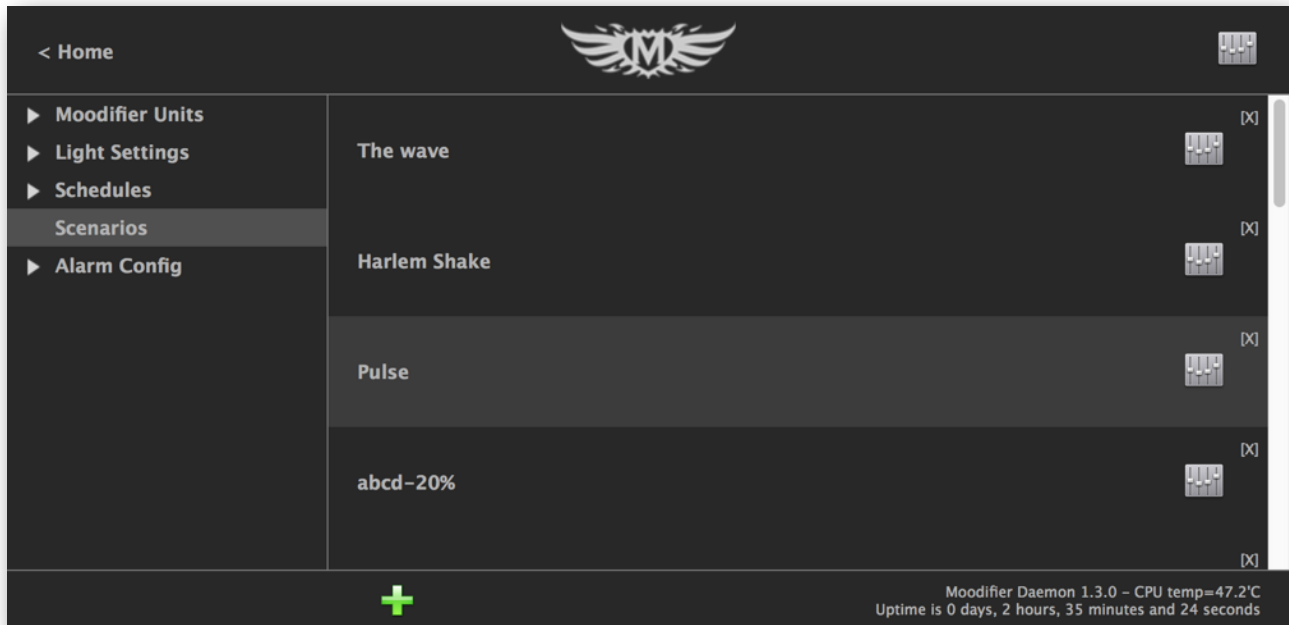 < Home
M
▶ Moodifier Units
▶ Light Settings
▶ Schedules
Scenarios
▶ Alarm Config
[X]
The wave
[X]
Harlem Shake
[X]
Pulse
[X]
abcd-20%
[X]
Moodifier Daemon 1.3.0 - CPU temp=47.2'C
Uptime is 0 days, 2 hours, 35 minutes and 24 seconds